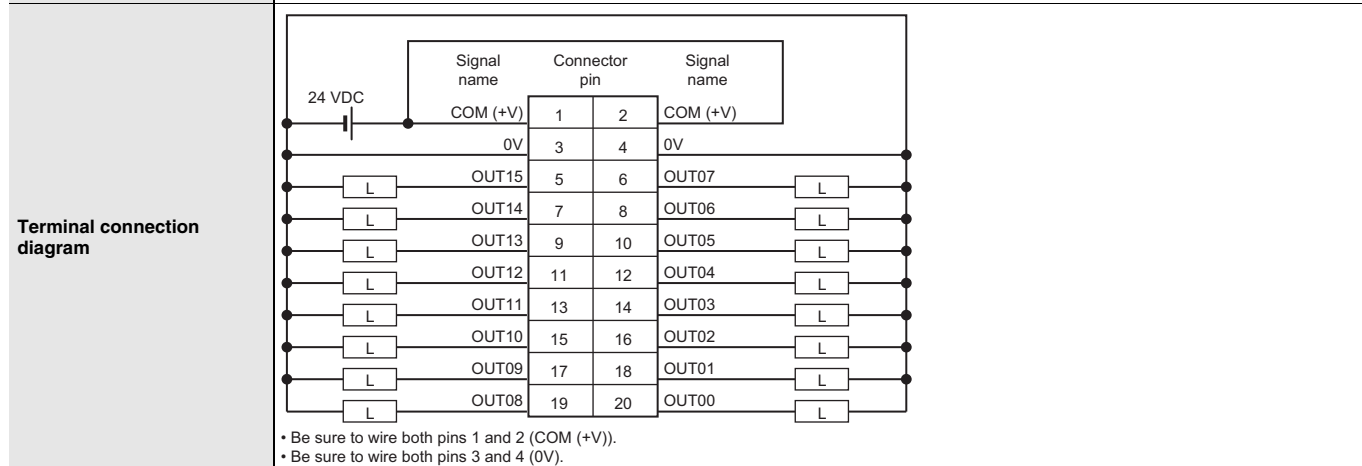 Terminal connection
diagram
Signal name Connector pin Signal name
24 VDC
COM (+V) 1 2 COM (+V)
0V 3 4 0V
L OUT15 5 6 OUT07 L
L OUT14 7 8 OUT06 L
L OUT13 9 10 OUT05 L
L OUT12 11 12 OUT04 L
L OUT11 13 14 OUT03 L
L OUT10 15 16 OUT02 L
L OUT09 17 18 OUT01 L
L OUT08 19 20 OUT00 L
• Be sure to wire both pins 1 and 2 (COM (+V)).
• Be sure to wire both pins 3 and 4 (0V).